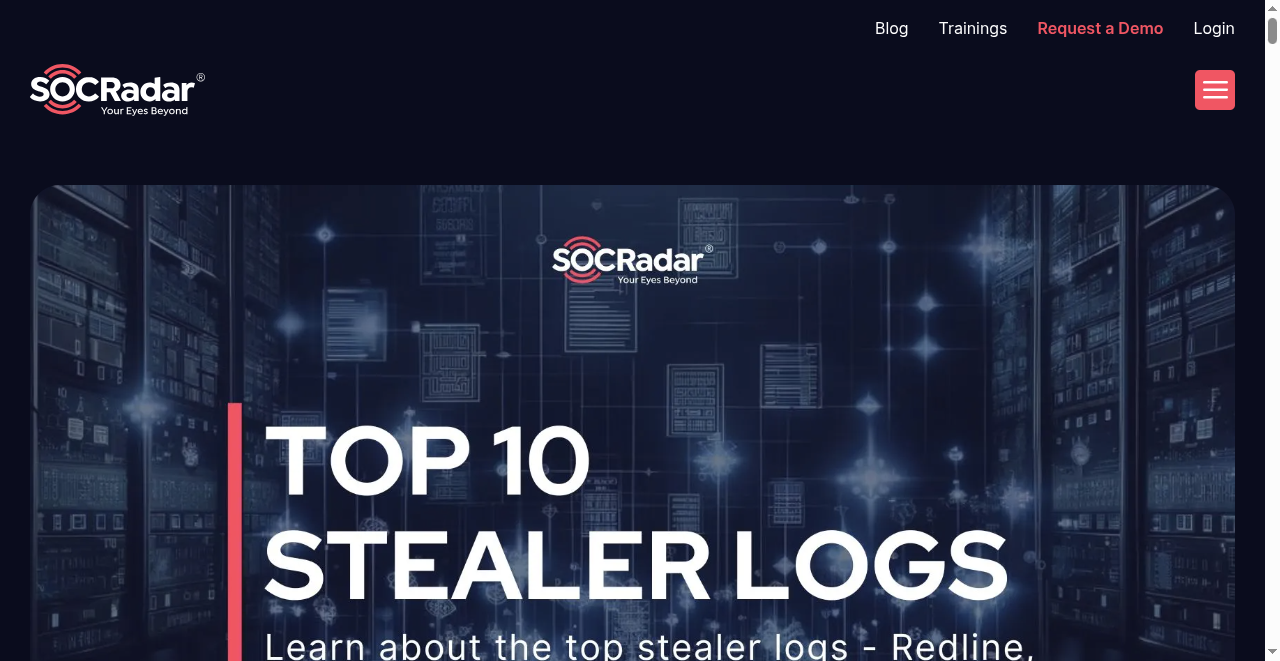 Blog Trainings Request a Demo Login
SOCRadar®
Your Eyes Beyond
SOCRadar®
Your Eyes Beyond
TOP 10
STEALER LOGS
Learn about the top stealer logs - Redline,